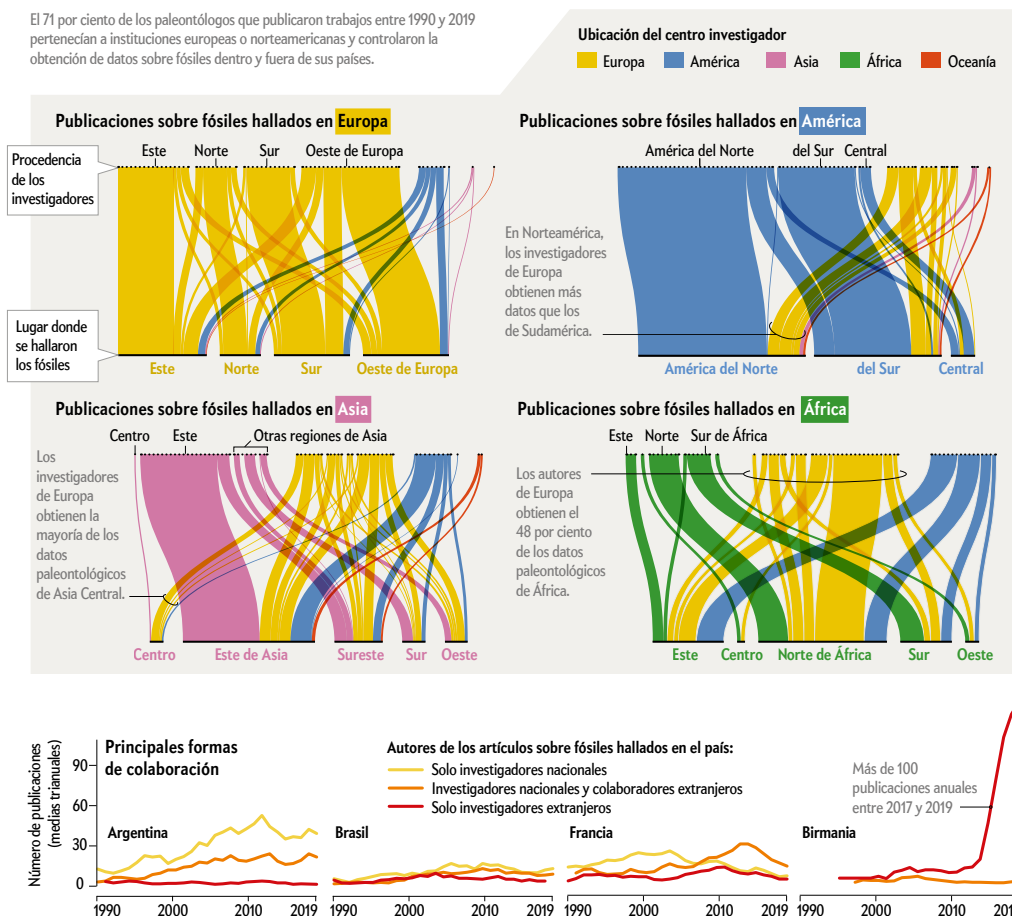 El 71 por ciento de los paleontólogos que publicaron trabajos entre 1990 y 2019
pertenecían a instituciones europeas o norteamericanas y controlaron la
obtención de datos sobre fósiles dentro y fuera de sus países.
Ubicación del centro investigador
Europa América Asia África Oceanía
Publicaciones sobre fósiles hallados en Europa
Este Norte Sur Oeste de Europa
Procedencia
de los
investigadores
Lugar donde
se hallaron
los fósiles
Este Norte Sur Oeste de Europa
Publicaciones sobre fósiles hallados en América
América del Norte del Sur Central
En Norteamérica,
los investigadores
de Europa
obtienen más
datos que los
de Sudamérica.
América del Norte del Sur Central
Publicaciones sobre fósiles hallados en Asia
Centro Este Otras regiones de Asia
Los
investigadores
de Europa
obtienen la
mayoría de los
datos
paleontológicos
de Asia Central.
Centro Este de Asia Sureste Sur Oeste
Publicaciones sobre fósiles hallados en África
Este Norte Sur de África
Los autores
de Europa
obtienen el
48 por ciento
de los datos
paleontológicos
de África.
Este Centro Norte de África Sur Oeste
Principales formas
de colaboración
Autores de los artículos sobre fósiles hallados en el país:
Solo investigadores nacionales
Investigadores nacionales y colaboradores extranjeros
Solo investigadores extranjeros
Número de publicaciones
(medias trianuales)
90
60
30
0
Argentina
1990 2000 2010 2019
Brasil
1990 2000 2010 2019
Francia
1990 2000 2010 2019
Birmania
Más de 100
publicaciones anuales
entre 2017 y 2019
1990 2000 2010